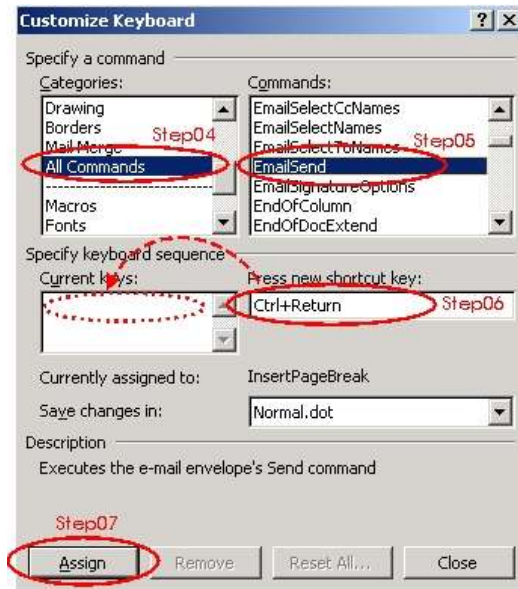 Customize Keyboard
Specify a command
Categories:
Commands:
Drawing
Borders
Mail Merge
All Commands
Macros
Fonts
Step04
EmailSelectCcNames
EmailSelectNames
EmailSelectToNames
EmailSend
EmailSignatureOptions
EndOfColumn
EndOfDocExtend
Step05
Specify keyboard sequence
Current keys:
Press new shortcut key:
Ctrl+Return
Step06
Currently assigned to:
InsertPageBreak
Save changes in:
Normal.dot
Description
Executes the e-mail envelope's Send command
Step07
Assign
Remove
Reset All...
Close